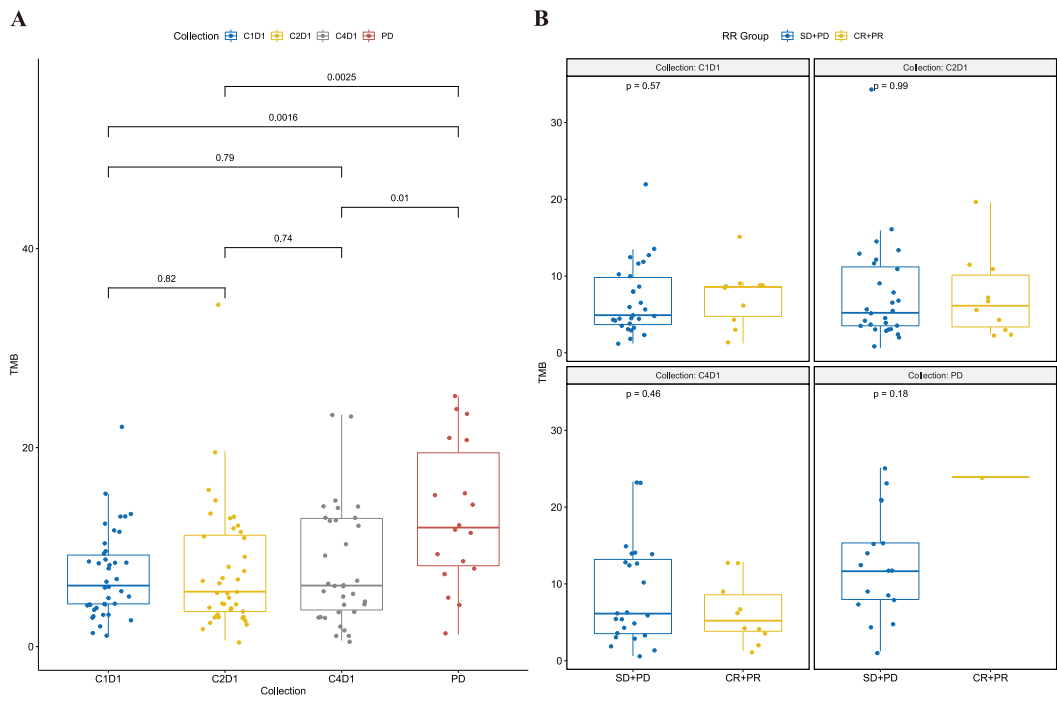 A
Collection C1D1 C2D1 C4D1 PD
0.0025
0.0016
0.79
0.01
0.74
0.82
40
20
0
TMB
C1D1 C2D1 C4D1 PD
Collection
B
RR Group SD+PD CR+PR
Collection: C1D1 Collection: C2D1
p = 0.57 p = 0.99
30
20
10
0
TMB
Collection: C4D1 Collection: PD
p = 0.46 p = 0.18
30
20
10
0
SD+PD CR+PR SD+PD CR+PR